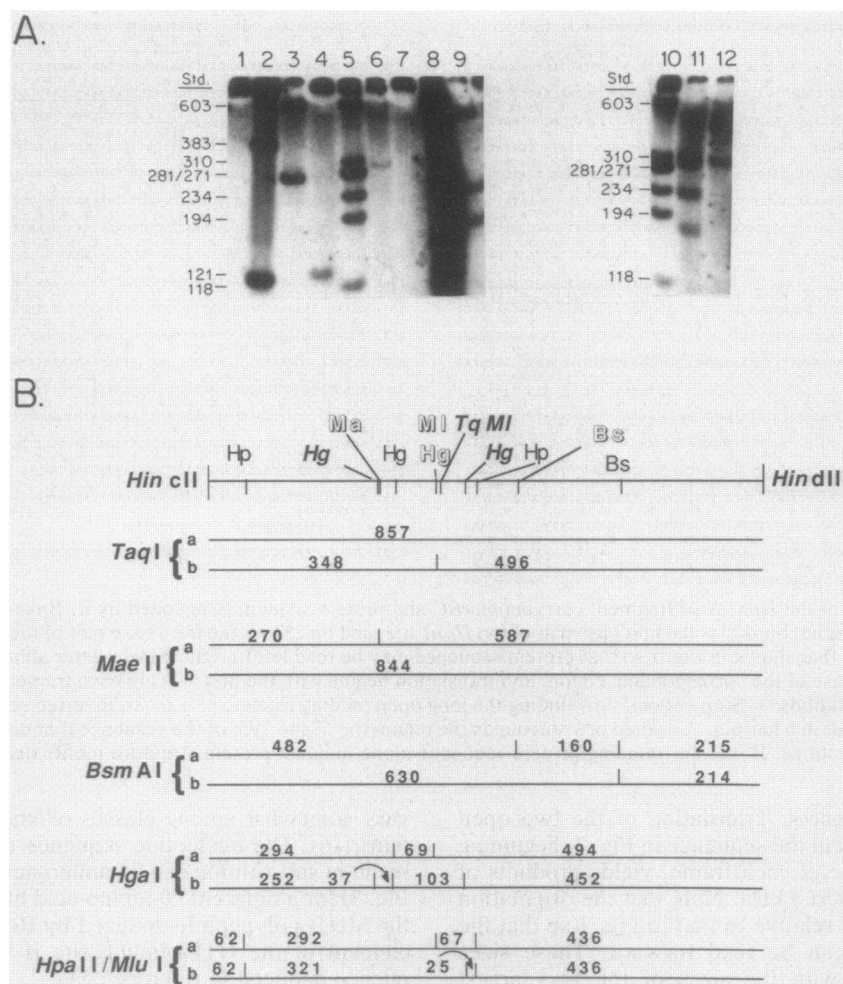 A.
1 2 3 4 5 6 7 8 9 10 11 12
Std. Std.
603 603
383
310 310
281/271 281/271
234 234
194 194
121
118 118
B.
Ma Ml Tq Ml Bs
Hp Hg Hg Hg Hg Hp Bs
Hin cII Hin dII
857
Taq I { a
b 348 496
270 587
Mae II { a
b 844
482 160 215
Bsm A I { a
b 630 214
294 69 494
Hga I { a
b 252 37 103 452
62 292 67 436
Hpa II / Mlu I { a
b 62 321 25 436